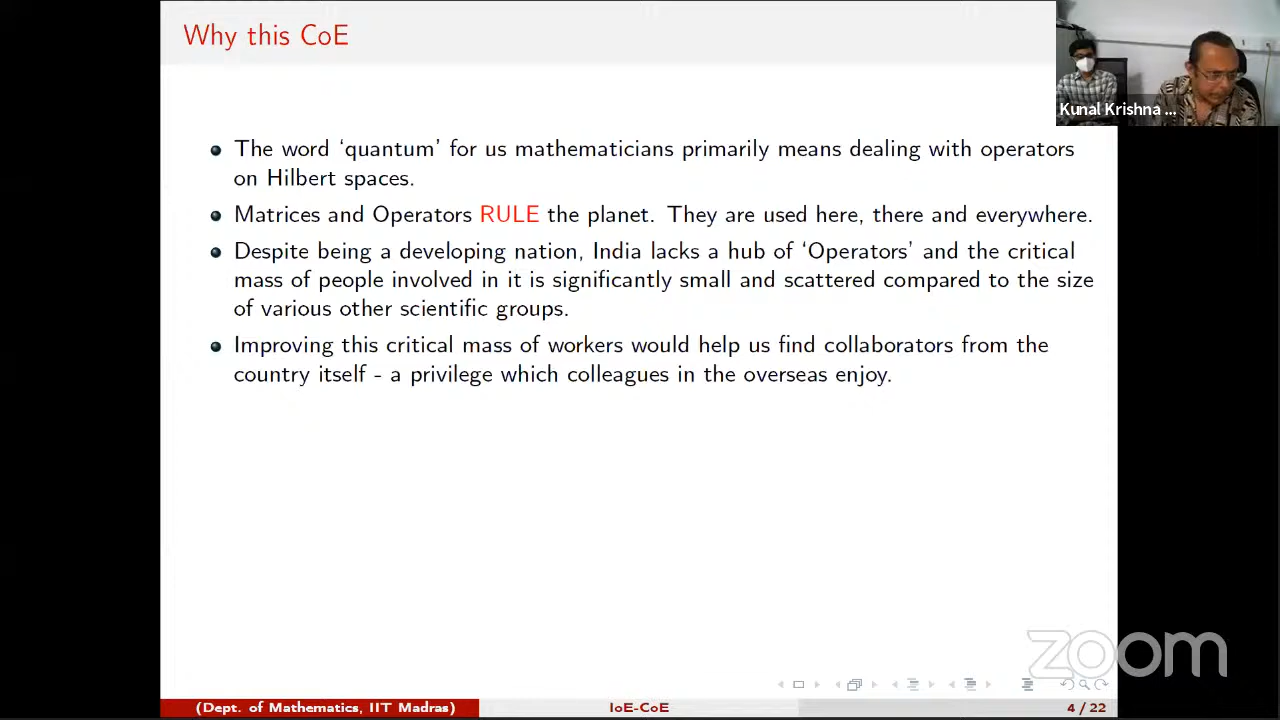 Why this CoE
Kunal Krishna ...
The word ‘quantum’ for us mathematicians primarily means dealing with operators
on Hilbert spaces.
Matrices and Operators RULE the planet. They are used here, there and everywhere.
Despite being a developing nation, India lacks a hub of ‘Operators’ and the critical
mass of people involved in it is significantly small and scattered compared to the size
of various other scientific groups.
Improving this critical mass of workers would help us find collaborators from the
country itself - a privilege which colleagues in the overseas enjoy.
zoom
(Dept. of Mathematics, IIT Madras) IoE-CoE 4 / 22